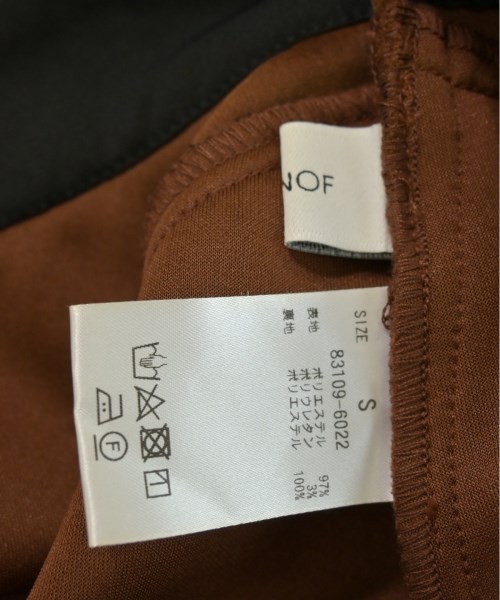 NOF
SIZE S
83109-6022
表地 ポリエステル 97%
ポリウレタン 3%
裏地 ポリエステル 100%
F